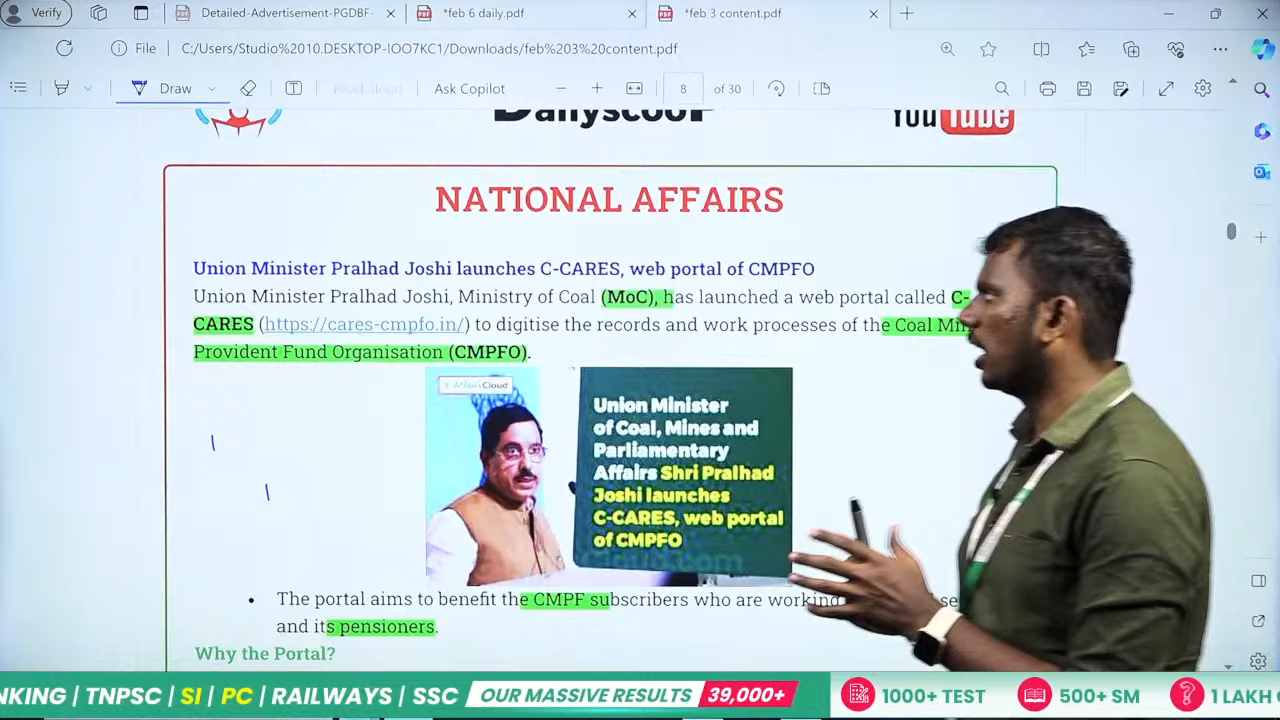 Verify
Detailed-Advertisement-PGDBF-
*feb 6 daily.pdf
*feb 3 content.pdf
File
C:/Users/Studio%2010.DESKTOP-IOO7KC1/Downloads/feb%203%20content.pdf
Draw
Read aloud
Ask Copilot
8 of 30
Dailyscoop
YouTube
NATIONAL AFFAIRS
Union Minister Pralhad Joshi launches C-CARES, web portal of CMPFO
Union Minister Pralhad Joshi, Ministry of Coal (MoC), has launched a web portal called C-
CARES (https://cares-cmpfo.in/) to digitise the records and work processes of the Coal
Provident Fund Organisation (CMPFO).
AffairsCloud
Union Minister
of Coal, Mines and
Parliamentary
Affairs Shri Pralhad
Joshi launches
C-CARES, web portal
of CMPFO
The portal aims to benefit the CMPF subscribers who are working
and its pensioners.
Why the Portal?
NKING | TNPSC | SI | PC | RAILWAYS | SSC
OUR MASSIVE RESULTS 39,000+
1000+ TEST
500+ SM
1 LAKH